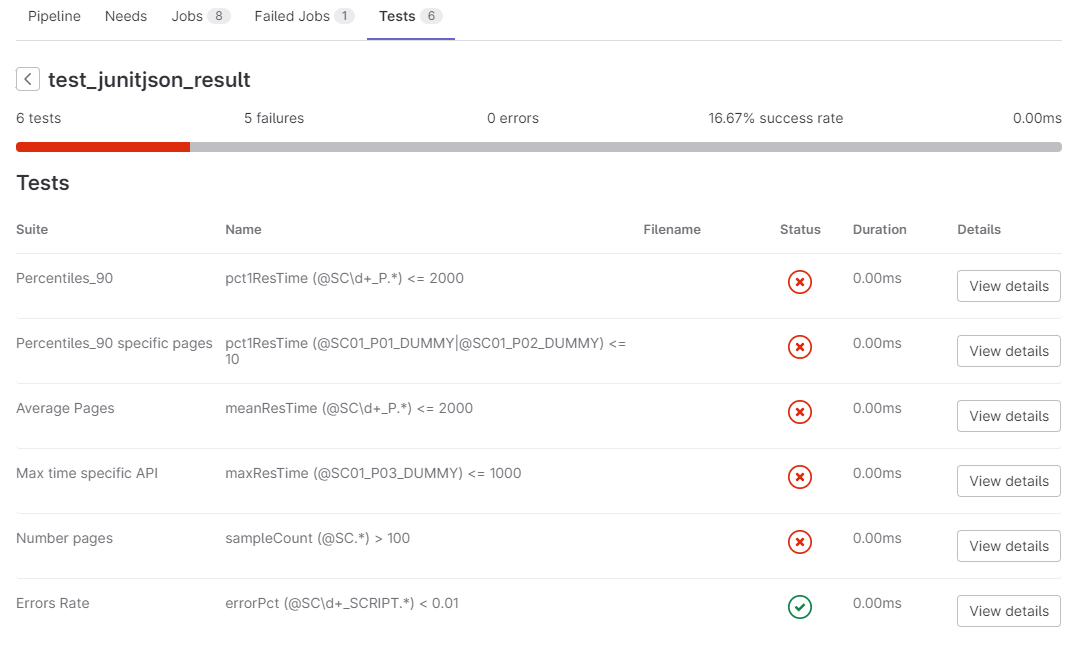 Pipeline Needs Jobs 8 Failed Jobs 1 Tests 6
test_junitjson_result
6 tests 5 failures 0 errors 16.67% success rate 0.00ms
Tests
Suite Name Filename Status Duration Details
Percentiles_90 pct1ResTime (@SC\d+_P.*) <= 2000 0.00ms View details
Percentiles_90 specific pages pct1ResTime (@SC01_P01_DUMMY|@SC01_P02_DUMMY) <= 0.00ms View details
10
Average Pages meanResTime (@SC\d+_P.*) <= 2000 0.00ms View details
Max time specific API maxResTime (@SC01_P03_DUMMY) <= 1000 0.00ms View details
Number pages sampleCount (@SC.*) > 100 0.00ms View details
Errors Rate errorPct (@SC\d+_SCRIPT.*) < 0.01 0.00ms View details